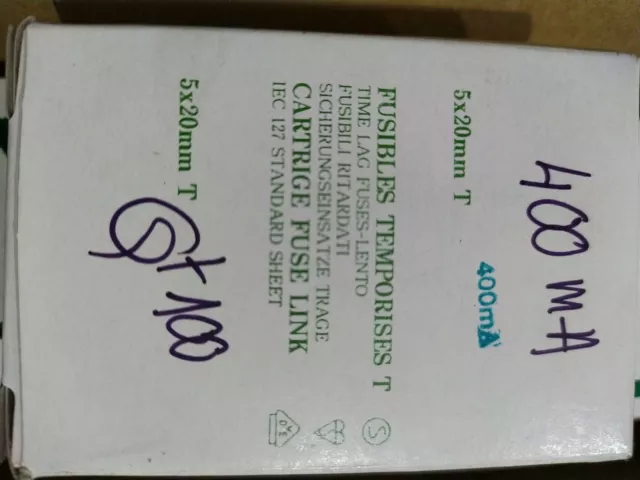 400 mA
400mA
5x20mm T
FUSIBLES TEMPORISES T
TIME LAG FUSES-LENTO
FUSIBILI RITARDATI
SICHERUNGSEINSATZE TRAGE
CARTRIGE FUSE LINK
IEC 127 STANDARD SHEET
5x20mm T
Qt 100
S
DVE